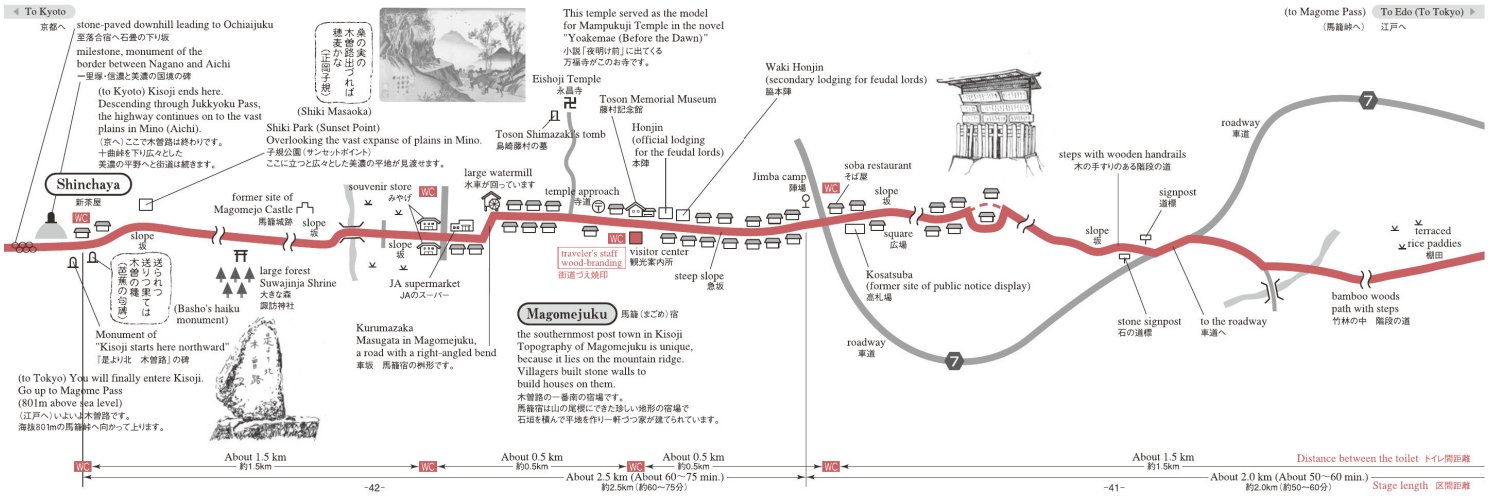 To Kyoto
京都へ
stone-paved downhill leading to Ochiaijuku
至落合宿へ石畳の下り坂
milestone, monument of the
border between Nagano and Aichi
一里塚・信濃と美濃の国境の碑
(to Kyoto) Kisoji ends here.
Descending through Jukkyoku Pass,
the highway continues on to the vast
plains in Mino (Aichi).
(京へ)ここで木曽路は終わりです。
十曲峠を下り広々とした
美濃の平野へと街道は続きます。
Shinchaya
新茶屋
WC
slope
坂
桑の実の
木曽路出づれば
穂麦かな
(正岡子規)
(Shiki Masaoka)
Shiki Park (Sunset Point)
Overlooking the vast expanse of plains in Mino.
子規公園(サンセットポイント)
ここに立つと広々とした美濃の平地が見渡せます。
former site of
Magomejo Castle
馬籠城跡
slope
坂
souvenir store
みやげ
WC
slope
坂
This temple served as the model
for Mampukuji Temple in the novel
"Yoakemae (Before the Dawn)"
小説「夜明け前」に出てくる
万福寺がこのお寺です。
Eishoji Temple
永昌寺
卍
Toson Shimazaki's tomb
島崎藤村の墓
large watermill
水車が回っています
temple approach
寺道
Toson Memorial Museum
藤村記念館
Honjin
(official lodging
for the feudal lords)
本陣
Waki Honjin
(secondary lodging for feudal lords)
脇本陣
Jimba camp
陣場
WC
soba restaurant
そば屋
slope
坂
square
広場
(to Magome Pass)
(馬籠峠へ)
To Edo (To Tokyo)
江戸へ
7
roadway
車道
steps with wooden handrails
木の手すりのある階段の道
signpost
道標
slope
坂
terraced
rice paddies
棚田
送られつ
送りつ果ては
木曽の穐
(芭蕉の句碑)
(Basho's haiku
monument)
large forest
Suwajinja Shrine
大きな森
諏訪神社
Monument of
"Kisoji starts here northward"
『是より北 木曽路』の碑
(to Tokyo) You will finally entere Kisoji.
Go up to Magome Pass
(801m above sea level)
(江戸へ)いよいよ木曽路です。
海抜801mの馬籠峠へ向かって上ります。
是より北
木曽路
JA supermarket
JAのスーパー
Kurumazaka
Masugata in Magomejuku,
a road with a right-angled bend
車坂 馬籠宿の桝形です。
traveler's staff
wood-branding
街道づえ焼印
WC
visitor center
観光案内所
steep slope
急坂
Magomejuku
馬籠(まごめ)宿
the southernmost post town in Kisoji
Topography of Magomejuku is unique,
because it lies on the mountain ridge.
Villagers built stone walls to
build houses on them.
木曽路の一番南の宿場です。
馬籠宿は山の尾根にできた珍しい地形の宿場で
石垣を積んで平地を作り一軒づつ家が建てられています。
Kosatsuba
(former site of public notice display)
高札場
roadway
車道
7
stone signpost
石の道標
to the roadway
車道へ
bamboo woods
path with steps
竹林の中 階段の道
WC
About 1.5 km
約1.5km
WC
About 0.5 km
約0.5km
WC
About 0.5 km
約0.5km
WC
About 1.5 km
約1.5km
Distance between the toilet トイレ間距離
About 2.5 km (About 60~75 min.)
約2.5km(約60〜75分)
About 2.0 km (About 50~60 min.)
約2.0km(約50〜60分)
Stage length 区間距離
-42-
-41-